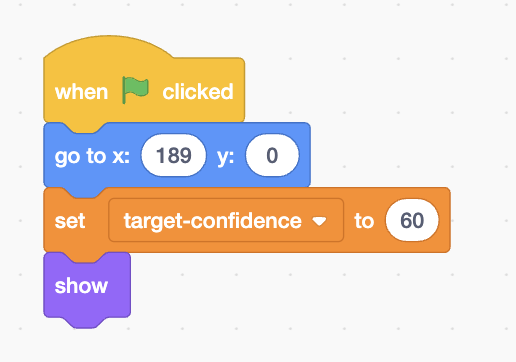 when clicked
go to x: 189 y: 0
set target-confidence to 60
show